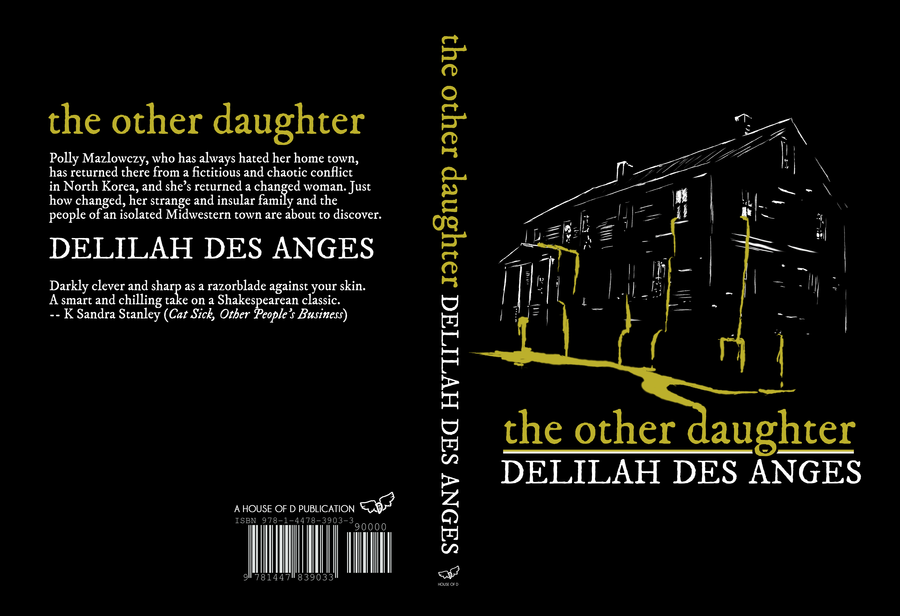 the other daughter
Polly Mazlowczy, who has always hated her home town,
has returned there from a fictitious and chaotic conflict
in North Korea, and she's returned a changed woman. Just
how changed, her strange and insular family and the
people of an isolated Midwestern town are about to discover.
DELILAH DES ANGES
Darkly clever and sharp as a razorblade against your skin.
A smart and chilling take on a Shakespearean classic.
-- K Sandra Stanley (Cat Sick, Other People's Business)
A HOUSE OF D PUBLICATION
ISBN 978-1-4478-3903-3
90000
9 781447 839033
the other daughter DELILAH DES ANGES
HOUSE OF D
the other daughter
DELILAH DES ANGES